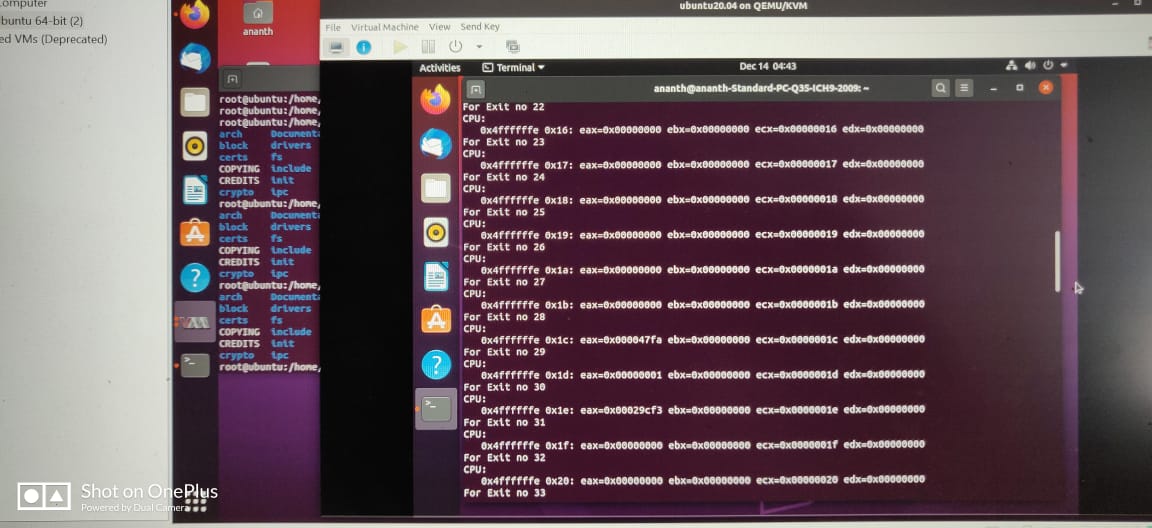 Computer
buntu 64-bit (2)
ed VMs (Deprecated)
ananth
root@ubuntu:/home,
root@ubuntu:/home,
root@ubuntu:/home,
arch Document
block drivers
certs fs
COPYING include
CREDITS init
crypto ipc
root@ubuntu:/home,
arch Document
block drivers
certs fs
COPYING include
CREDITS init
crypto ipc
root@ubuntu:/home,
arch Document
block drivers
certs fs
COPYING include
CREDITS init
crypto ipc
root@ubuntu:/home,
ubuntu20.04 on QEMU/KVM
File Virtual Machine View Send Key
Activities Terminal Dec 14 04:43
ananth@ananth-Standard-PC-Q35-ICH9-2009: ~
For Exit no 22
CPU:
0x4ffffffe 0x16: eax=0x00000000 ebx=0x00000000 ecx=0x00000016 edx=0x00000000
For Exit no 23
CPU:
0x4ffffffe 0x17: eax=0x00000000 ebx=0x00000000 ecx=0x00000017 edx=0x00000000
For Exit no 24
CPU:
0x4ffffffe 0x18: eax=0x00000000 ebx=0x00000000 ecx=0x00000018 edx=0x00000000
For Exit no 25
CPU:
0x4ffffffe 0x19: eax=0x00000000 ebx=0x00000000 ecx=0x00000019 edx=0x00000000
For Exit no 26
CPU:
0x4ffffffe 0x1a: eax=0x00000000 ebx=0x00000000 ecx=0x0000001a edx=0x00000000
For Exit no 27
CPU:
0x4ffffffe 0x1b: eax=0x00000000 ebx=0x00000000 ecx=0x0000001b edx=0x00000000
For Exit no 28
CPU:
0x4ffffffe 0x1c: eax=0x000047fa ebx=0x00000000 ecx=0x0000001c edx=0x00000000
For Exit no 29
CPU:
0x4ffffffe 0x1d: eax=0x00000001 ebx=0x00000000 ecx=0x0000001d edx=0x00000000
For Exit no 30
CPU:
0x4ffffffe 0x1e: eax=0x00029cf3 ebx=0x00000000 ecx=0x0000001e edx=0x00000000
For Exit no 31
CPU:
0x4ffffffe 0x1f: eax=0x00000000 ebx=0x00000000 ecx=0x0000001f edx=0x00000000
For Exit no 32
CPU:
0x4ffffffe 0x20: eax=0x00000000 ebx=0x00000000 ecx=0x00000020 edx=0x00000000
For Exit no 33
Shot on OnePlus
Powered by Dual Camera